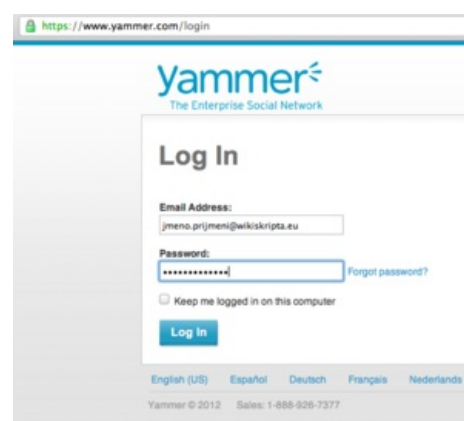 https://www.yammer.com/login
yammer
The Enterprise Social Network
Log In
Email Address:
jmeno.prijmeni@wikiskripta.eu
Password:
•••••••••••••
Forgot password?
Keep me logged in on this computer
Log In
English (US) Español Deutsch Français Nederlands
Yammer © 2012 Sales: 1-888-926-7377